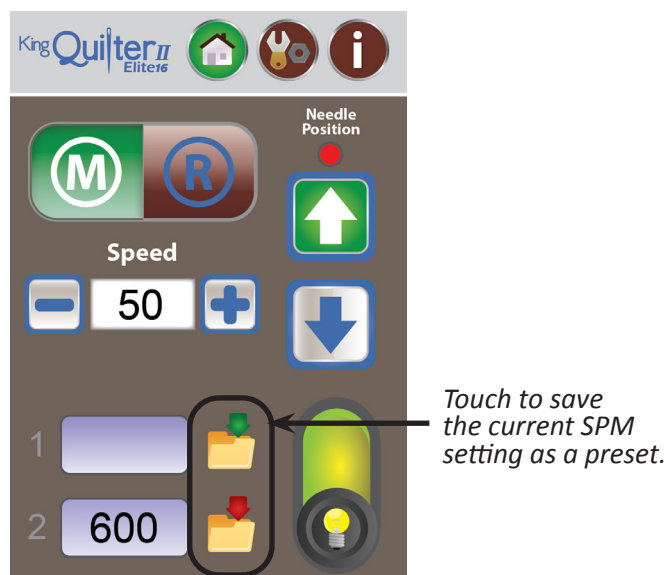 King Quilter II
Elite16
i
Needle
Position
M
R
Speed
50
1
2
600
Touch to save
the current SPM
setting as a preset.